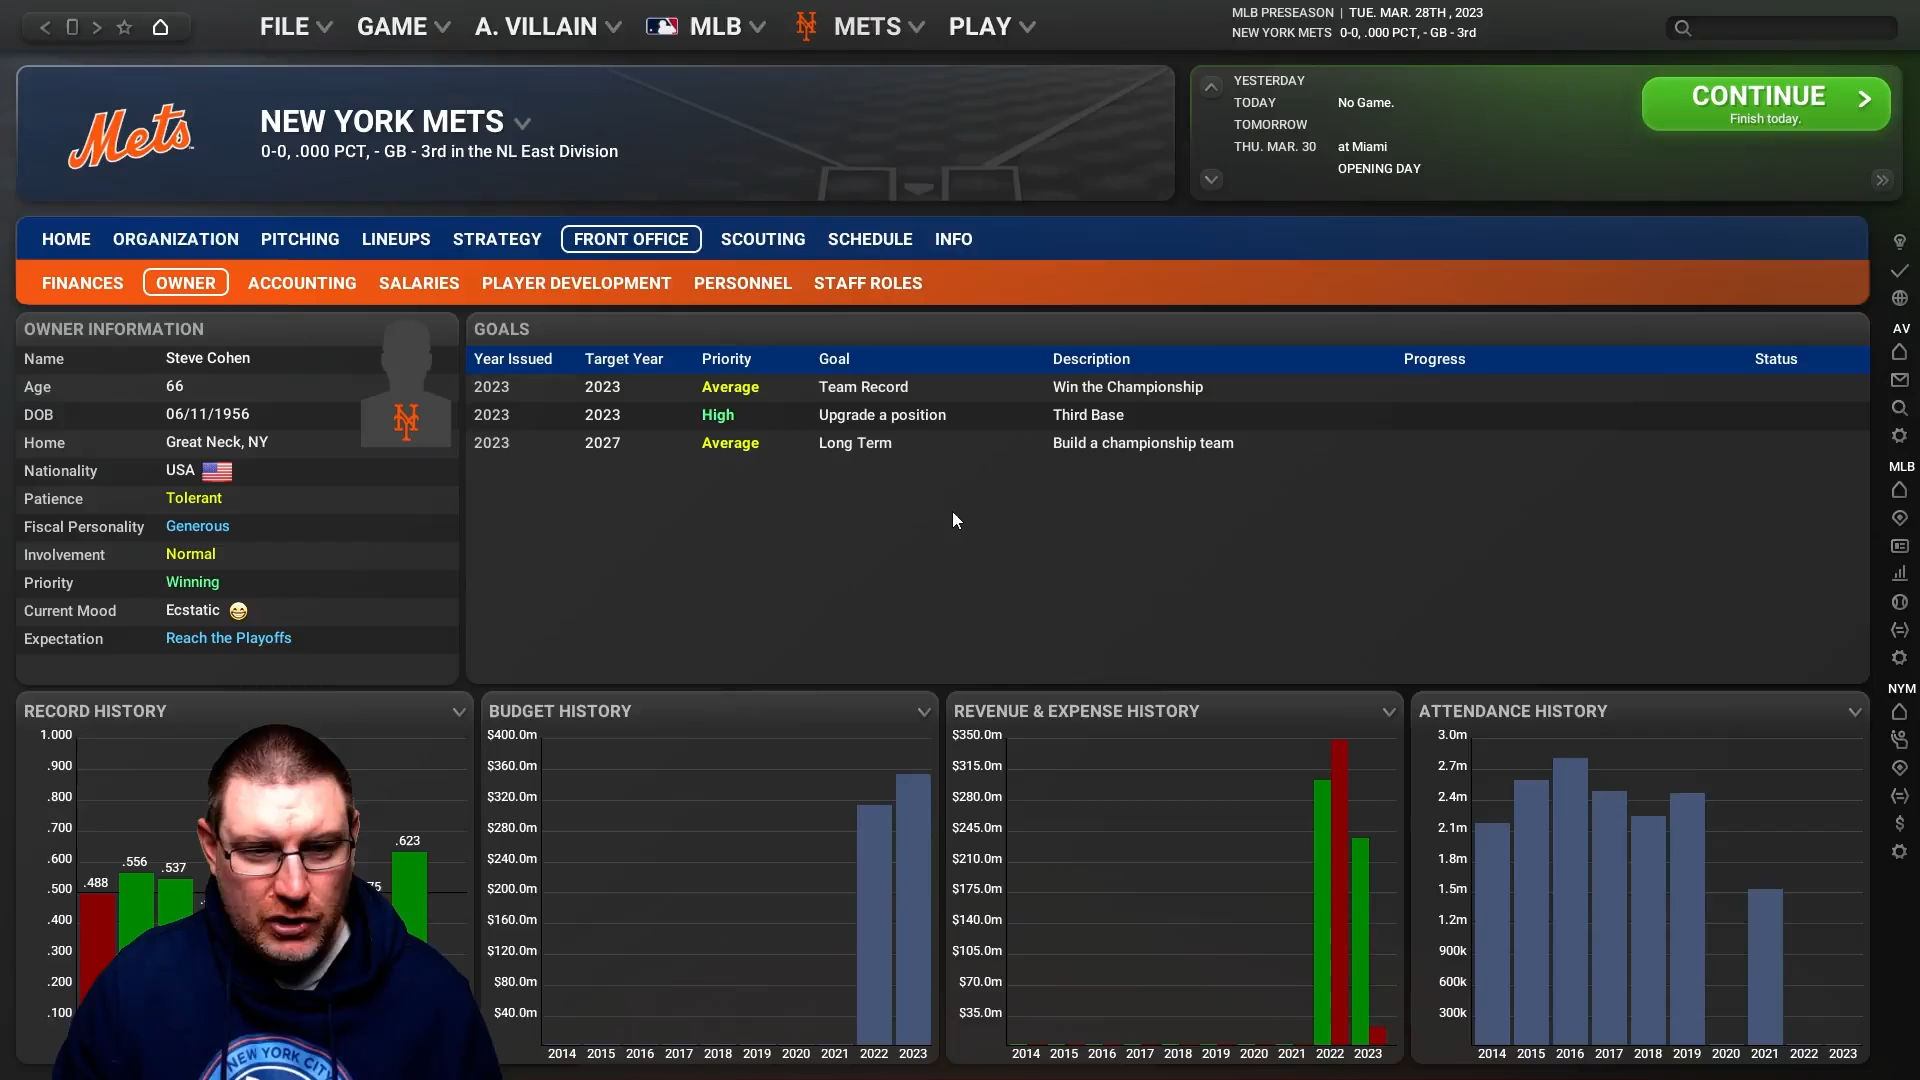 FILE GAME A. VILLAIN MLB METS PLAY
MLB PRESEASON | TUE. MAR. 28TH , 2023
NEW YORK METS 0-0, .000 PCT, - GB - 3rd
Mets
NEW YORK METS
0-0, .000 PCT, - GB - 3rd in the NL East Division
YESTERDAY
TODAY No Game.
TOMORROW
THU. MAR. 30 at Miami
OPENING DAY
CONTINUE
Finish today.
HOME ORGANIZATION PITCHING LINEUPS STRATEGY FRONT OFFICE SCOUTING SCHEDULE INFO
FINANCES OWNER ACCOUNTING SALARIES PLAYER DEVELOPMENT PERSONNEL STAFF ROLES
OWNER INFORMATION
Name Steve Cohen
Age 66
DOB 06/11/1956
Home Great Neck, NY
Nationality USA
Patience Tolerant
Fiscal Personality Generous
Involvement Normal
Priority Winning
Current Mood Ecstatic
Expectation Reach the Playoffs
NY
GOALS
Year Issued Target Year Priority Goal Description Progress Status
2023 2023 Average Team Record Win the Championship
2023 2023 High Upgrade a position Third Base
2023 2027 Average Long Term Build a championship team
AV
MLB
NYM
RECORD HISTORY
1.000
.900
.800
.700
.600
.500
.400
.300
.200
.100
.488
.556
.537
75
.623
NEW YORK CITY
BUDGET HISTORY
$400.0m
$360.0m
$320.0m
$280.0m
$240.0m
$200.0m
$160.0m
$120.0m
$80.0m
$40.0m
2014 2015 2016 2017 2018 2019 2020 2021 2022 2023
REVENUE & EXPENSE HISTORY
$350.0m
$315.0m
$280.0m
$245.0m
$210.0m
$175.0m
$140.0m
$105.0m
$70.0m
$35.0m
2014 2015 2016 2017 2018 2019 2020 2021 2022 2023
ATTENDANCE HISTORY
3.0m
2.7m
2.4m
2.1m
1.8m
1.5m
1.2m
900k
600k
300k
2014 2015 2016 2017 2018 2019 2020 2021 2022 2023